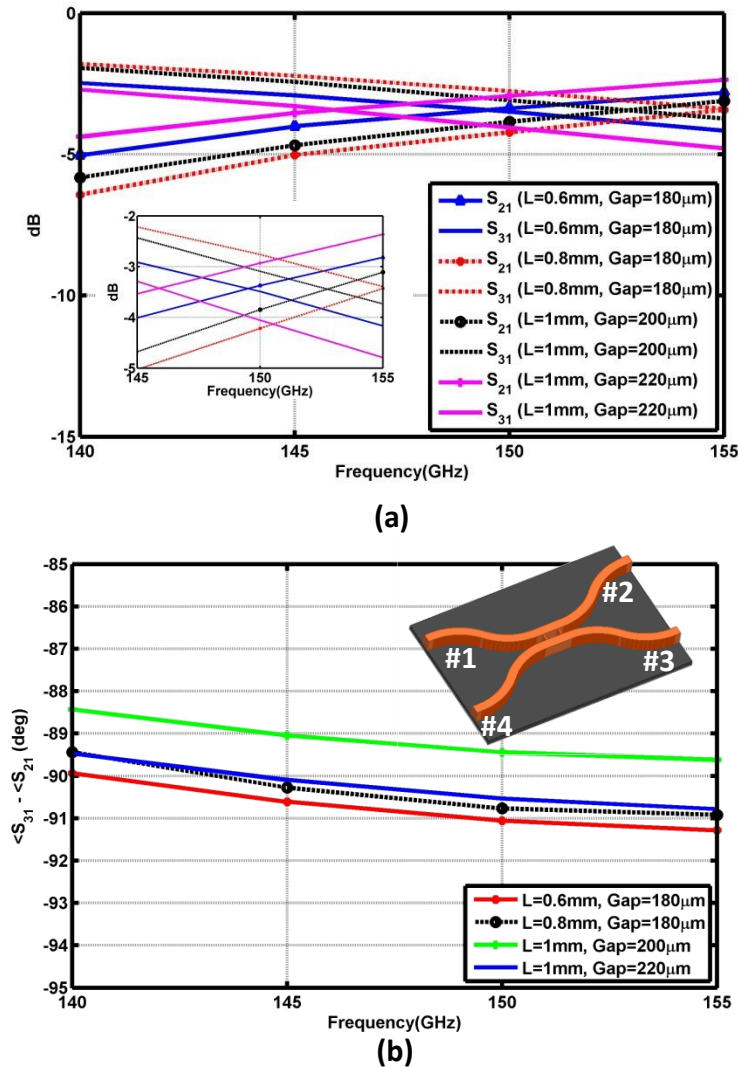 0
-5
-10
-15
dB
140
145
150
155
Frequency(GHz)
-2
-3
-4
-5
dB
145
150
155
Frequency(GHz)
S21 (L=0.6mm, Gap=180μm)
S31 (L=0.6mm, Gap=180μm)
S21 (L=0.8mm, Gap=180μm)
S31 (L=0.8mm, Gap=180μm)
S21 (L=1mm, Gap=200μm)
S31 (L=1mm, Gap=200μm)
S21 (L=1mm, Gap=220μm)
S31 (L=1mm, Gap=220μm)
(a)
-85
-86
-87
-88
-89
-90
-91
-92
-93
-94
-95
<S31 - <S21 (deg)
#1
#2
#3
#4
L=0.6mm, Gap=180μm
L=0.8mm, Gap=180μm
L=1mm, Gap=200μm
L=1mm, Gap=220μm
140
145
150
155
Frequency(GHz)
(b)